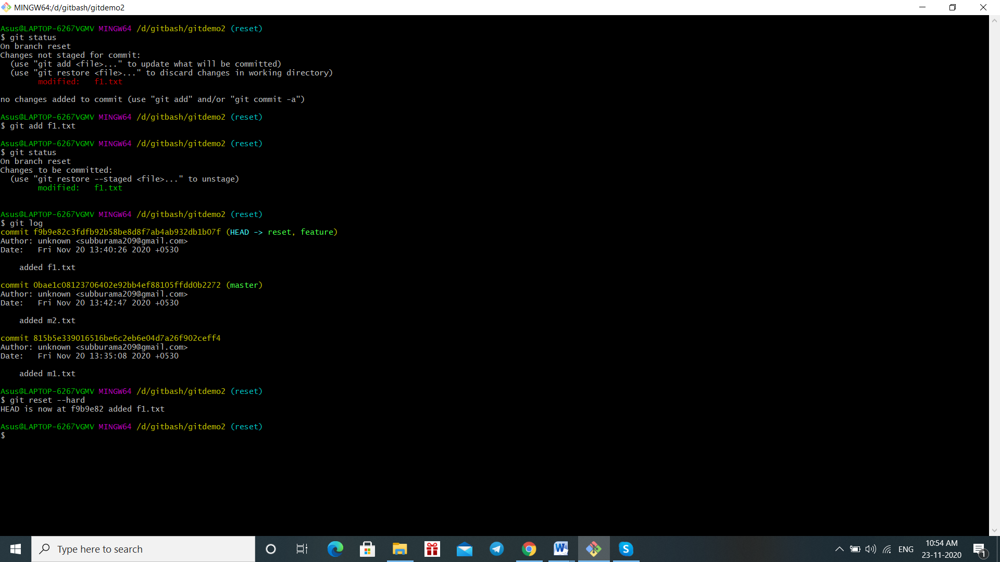 MINGW64:/d/gitbash/gitdemo2
Asus@LAPTOP-6267VGMV MINGW64 /d/gitbash/gitdemo2 (reset)
$ git status
On branch reset
Changes not staged for commit:
  (use "git add <file>..." to update what will be committed)
  (use "git restore <file>..." to discard changes in working directory)
        modified:   f1.txt

no changes added to commit (use "git add" and/or "git commit -a")

Asus@LAPTOP-6267VGMV MINGW64 /d/gitbash/gitdemo2 (reset)
$ git add f1.txt

Asus@LAPTOP-6267VGMV MINGW64 /d/gitbash/gitdemo2 (reset)
$ git status
On branch reset
Changes to be committed:
  (use "git restore --staged <file>..." to unstage)
        modified:   f1.txt

Asus@LAPTOP-6267VGMV MINGW64 /d/gitbash/gitdemo2 (reset)
$ git log
commit f9b9e82c3fdfb92b58be8d8f7ab4ab932db1b07f (HEAD -> reset, feature)
Author: unknown <subburama209@gmail.com>
Date:   Fri Nov 20 13:40:26 2020 +0530

    added f1.txt

commit 0bae1c08123706402e92bb4ef88105ffdd0b2272 (master)
Author: unknown <subburama209@gmail.com>
Date:   Fri Nov 20 13:42:47 2020 +0530

    added m2.txt

commit 815b5e339016516be6c2eb6e04d7a26f902ceff4
Author: unknown <subburama209@gmail.com>
Date:   Fri Nov 20 13:35:08 2020 +0530

    added m1.txt

Asus@LAPTOP-6267VGMV MINGW64 /d/gitbash/gitdemo2 (reset)
$ git reset --hard
HEAD is now at f9b9e82 added f1.txt

Asus@LAPTOP-6267VGMV MINGW64 /d/gitbash/gitdemo2 (reset)
$
Type here to search
W
S
ENG
10:54 AM
23-11-2020
1